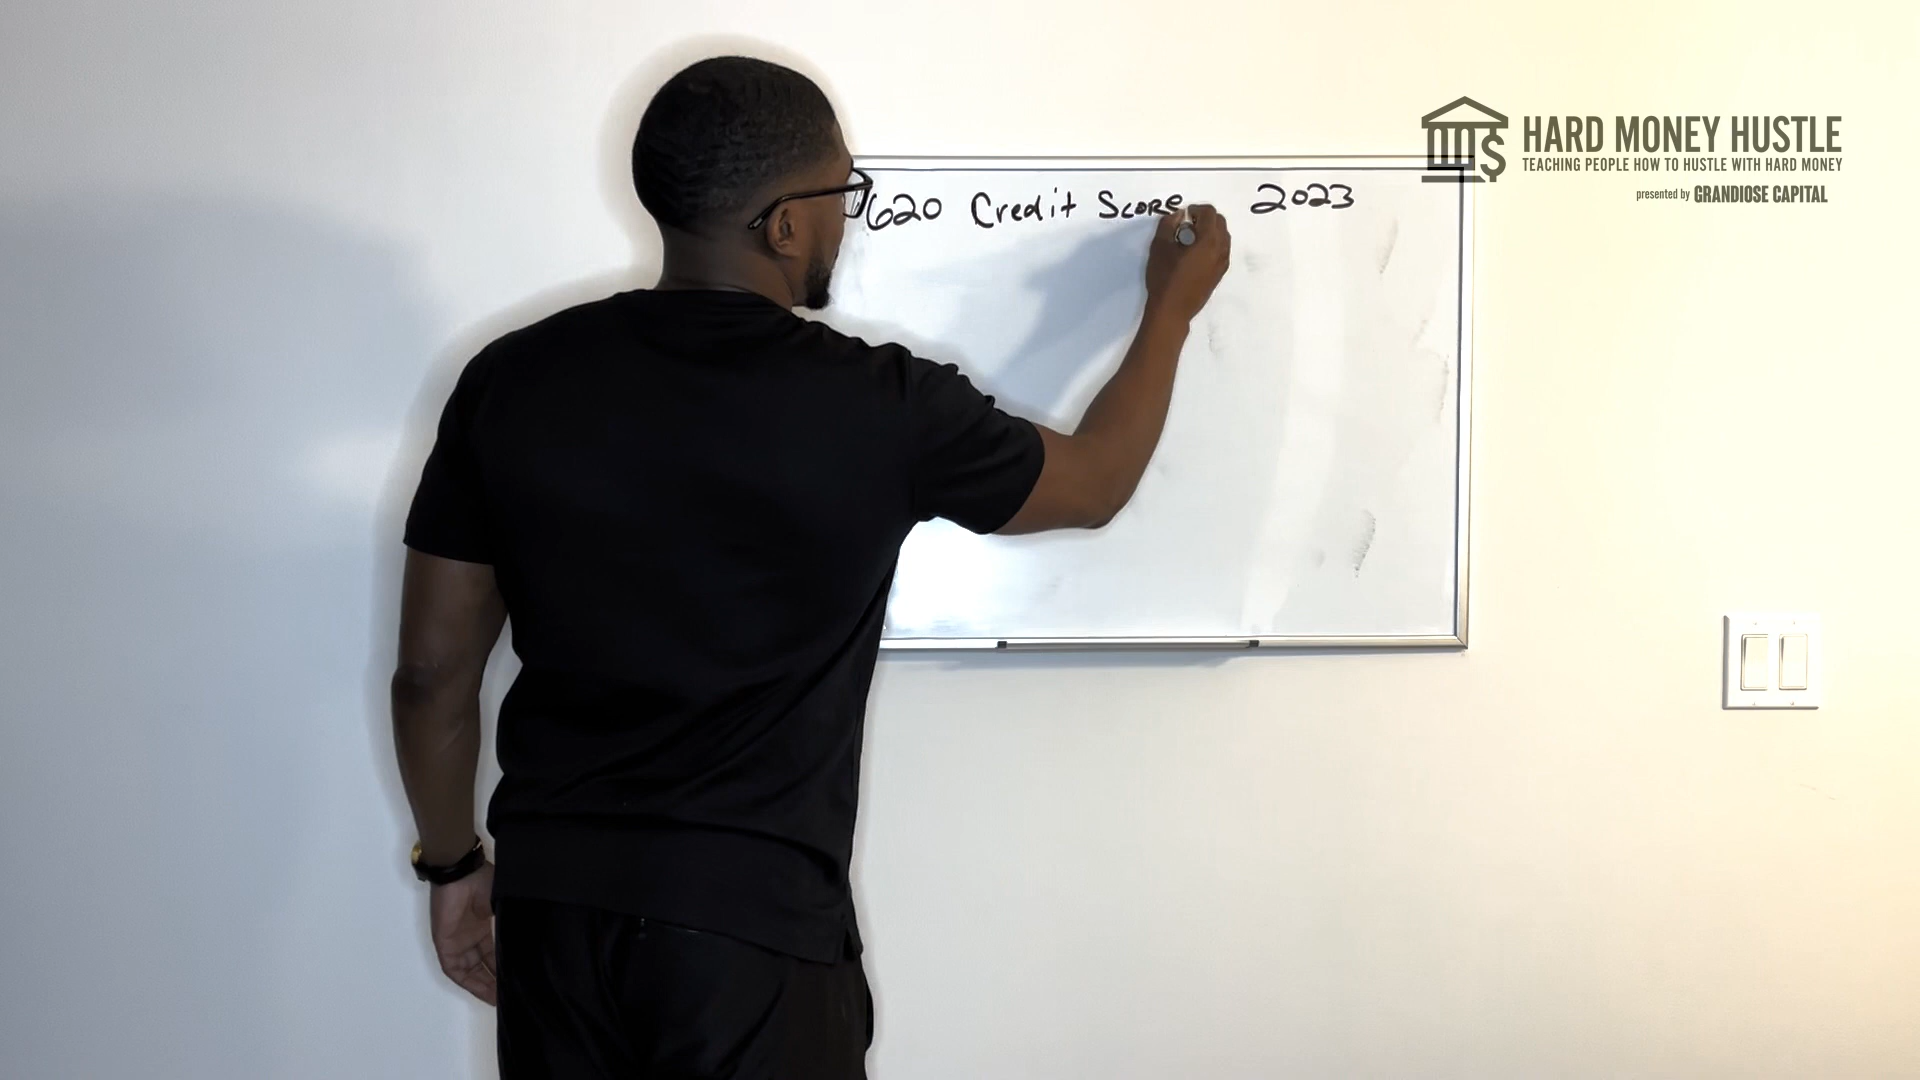 HARD MONEY HUSTLE
TEACHING PEOPLE HOW TO HUSTLE WITH HARD MONEY
presented by GRANDIOSE CAPITAL
620 Credit Score 2023